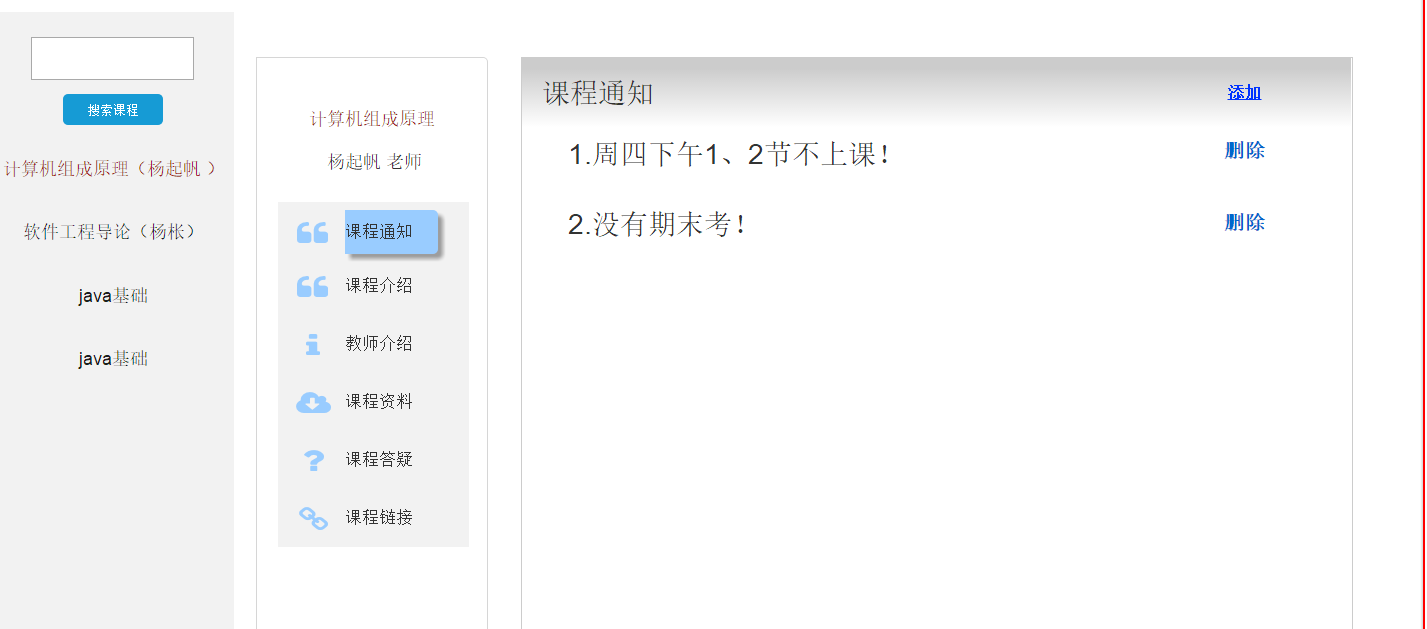 搜索课程
计算机组成原理（杨起帆 ）
软件工程导论（杨枨）
java基础
java基础
计算机组成原理
杨起帆 老师
课程通知
课程介绍
教师介绍
课程资料
课程答疑
课程链接
课程通知
添加
1.周四下午1、2节不上课！
删除
2.没有期末考！
删除